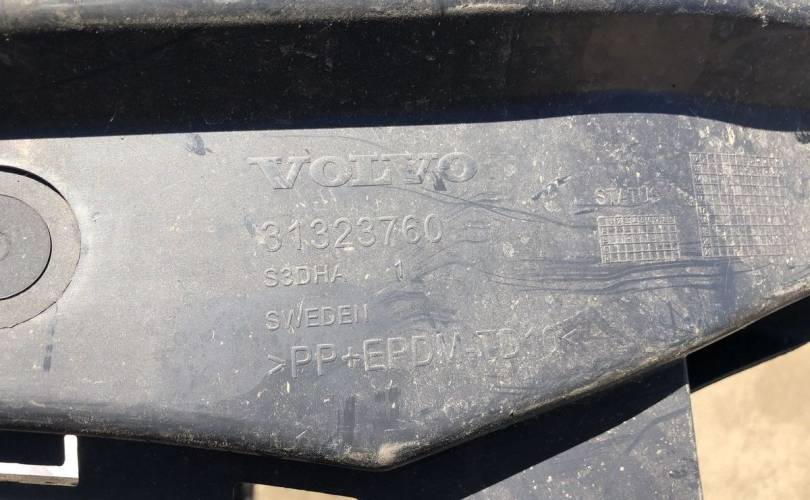 VOLVO
31323760
S3DHA 1
SWEDEN
>PP+EPDM-TD10<